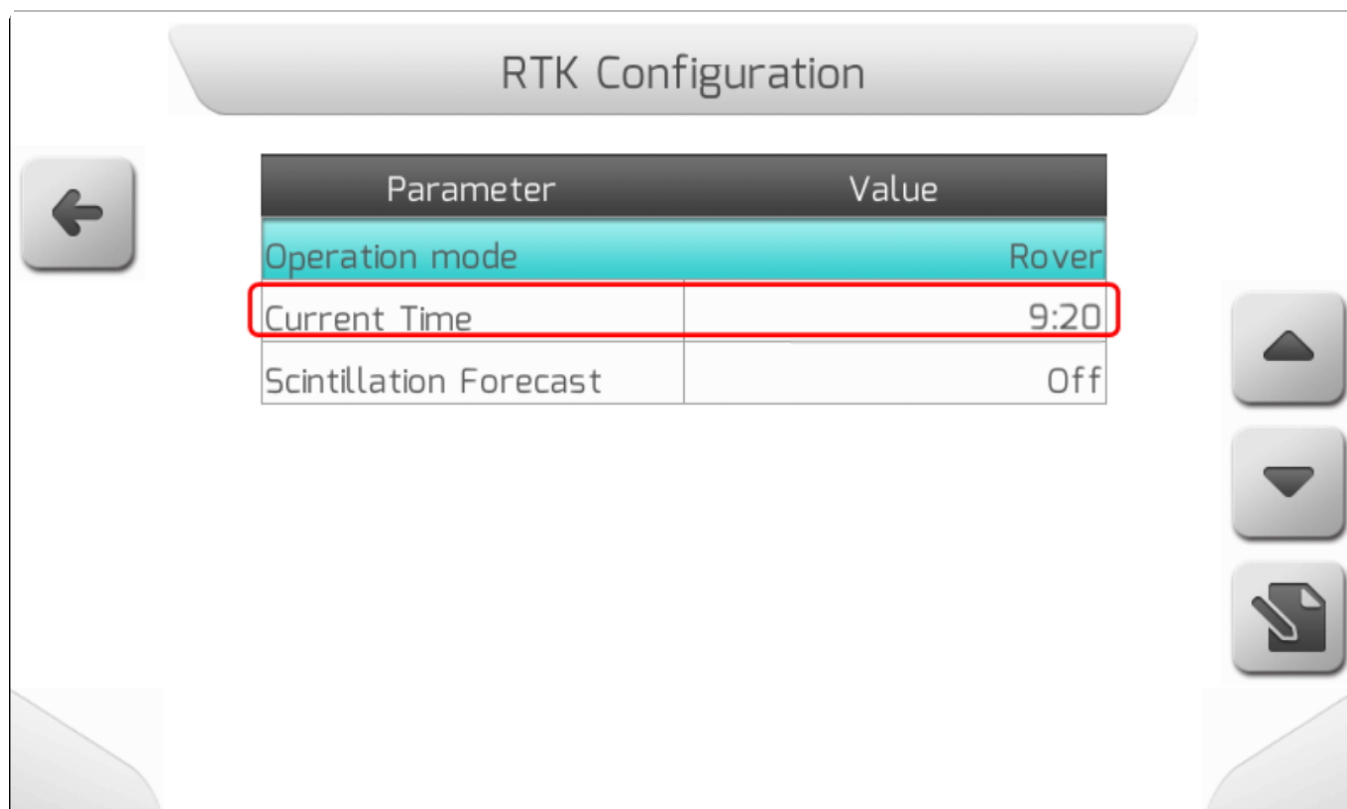 RTK Configuration
Parameter Value
Operation mode Rover
Current Time 9:20
Scintillation Forecast Off